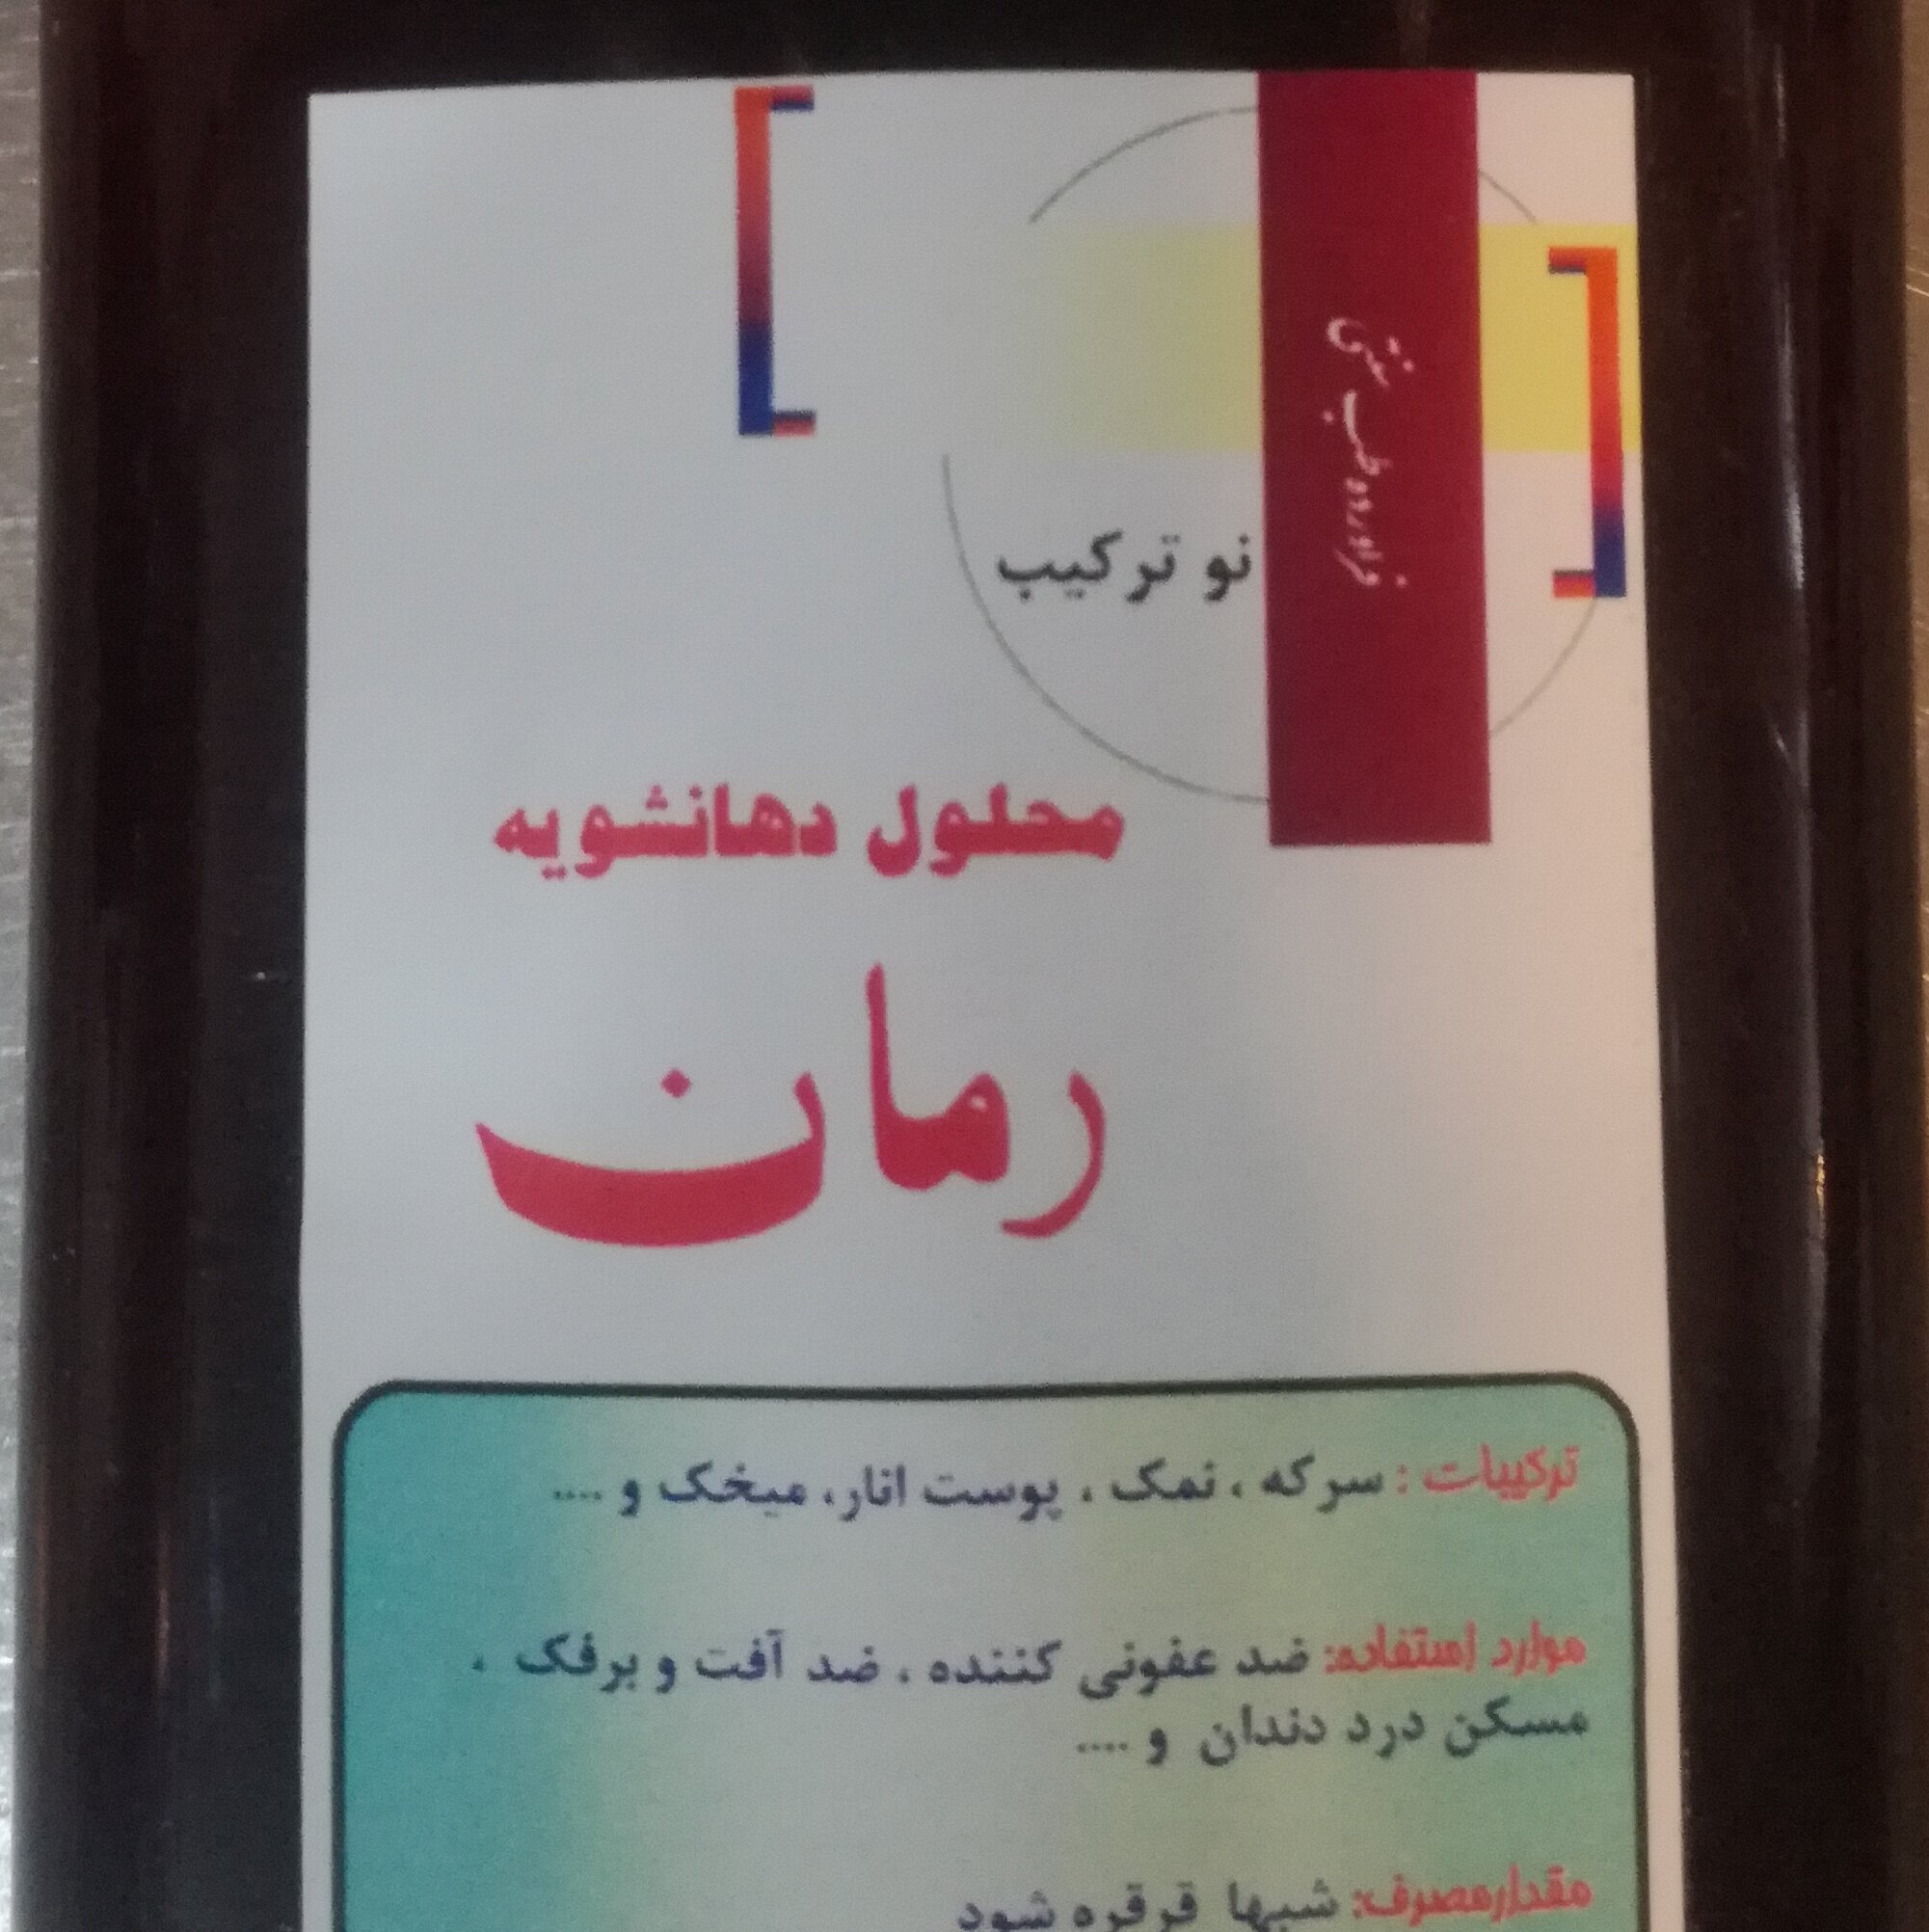 فراورده طب سنتی
نو ترکیب
محلول دهانشویه
رمان
ترکیبات : سرکه ، نمک ، پوست انار، میخک و ....
موارد استفاده: ضد عفونی کننده ، ضد آفت و برفک ،
مسکن درد دندان و ....
مقدارمصرف: شبها قرقره شود